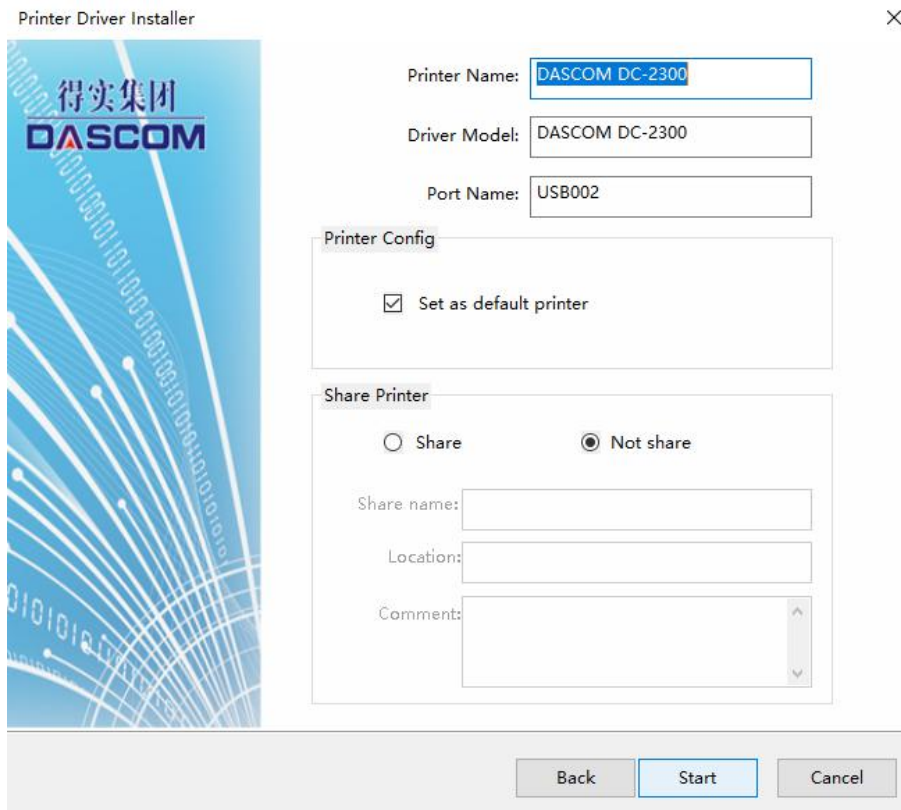 Printer Driver Installer
得实集团
DASCOM
Printer Name: DASCOM DC-2300
Driver Model: DASCOM DC-2300
Port Name: USB002
Printer Config
Set as default printer
Share Printer
Share Not share
Share name:
Location:
Comment:
Back Start Cancel